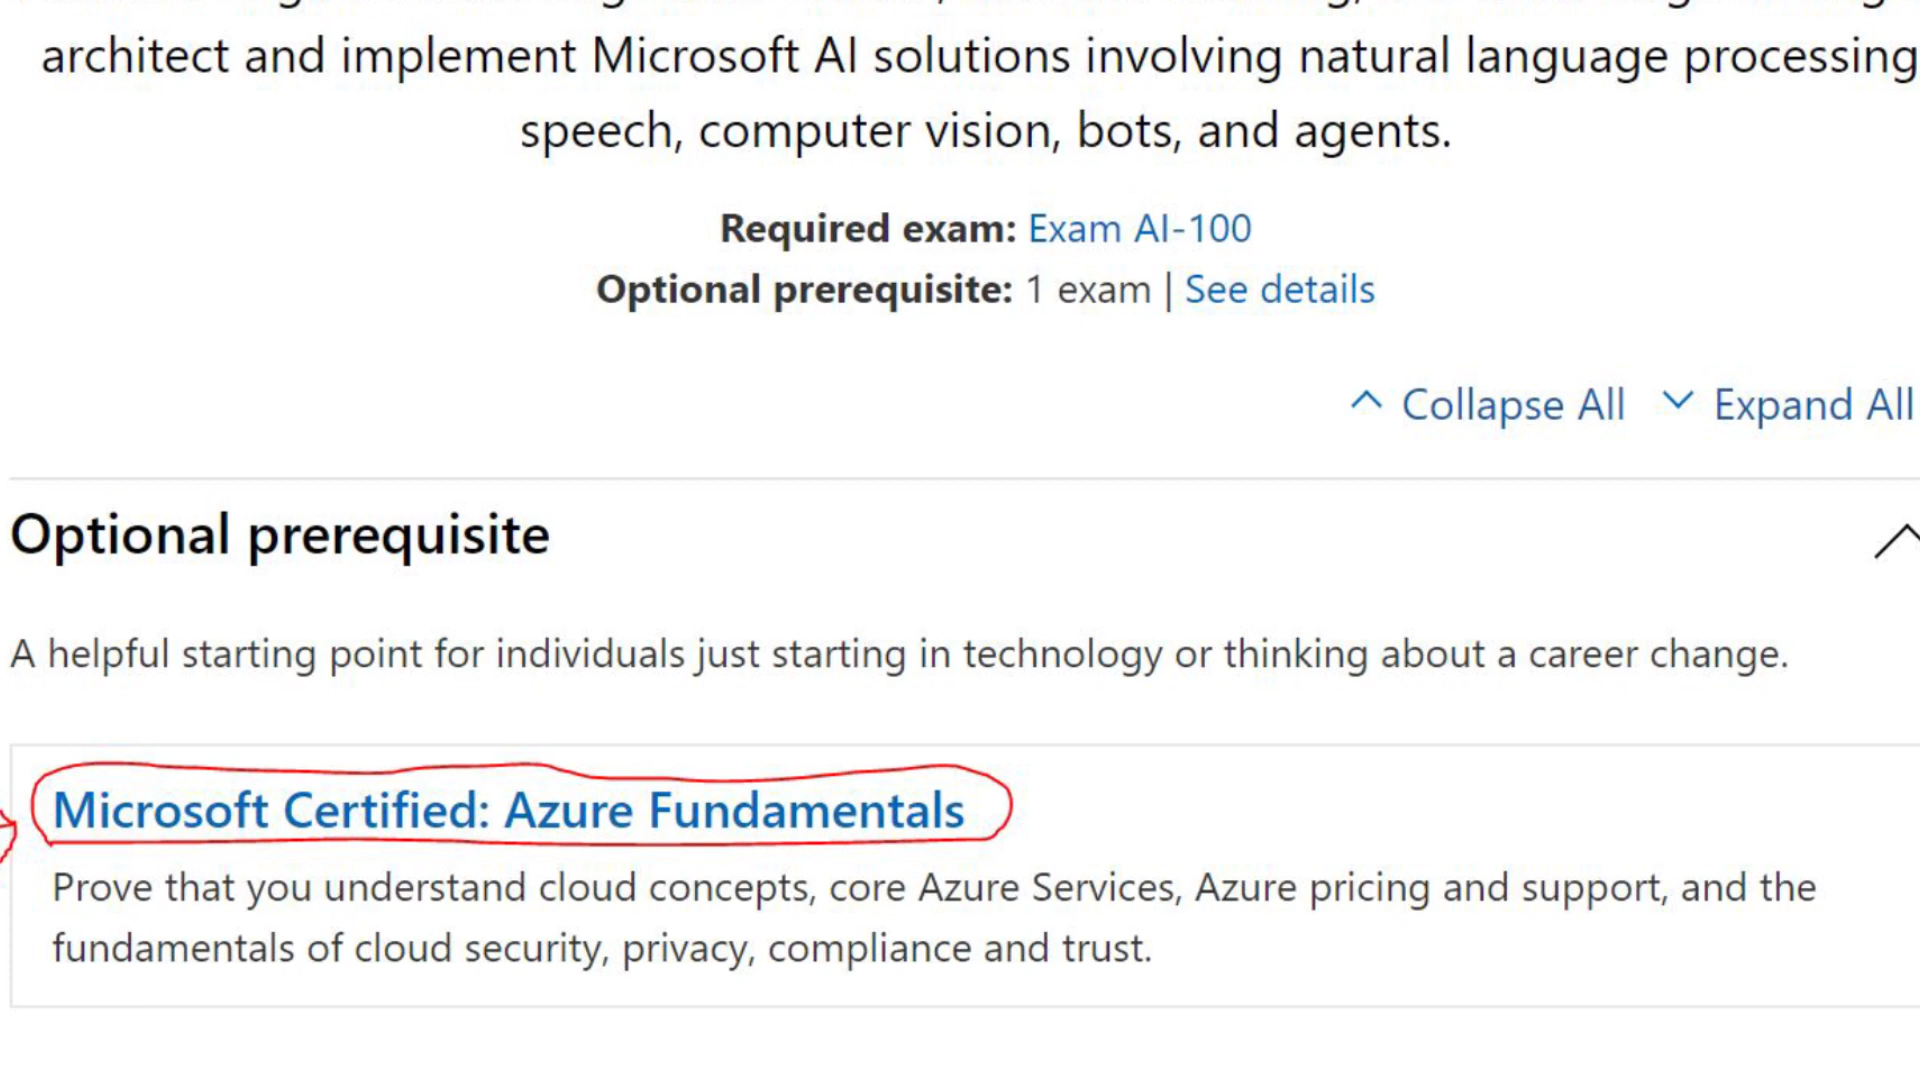 architect and implement Microsoft AI solutions involving natural language processing
speech, computer vision, bots, and agents.
Required exam: Exam AI-100
Optional prerequisite: 1 exam | See details
Collapse All Expand All
Optional prerequisite
A helpful starting point for individuals just starting in technology or thinking about a career change.
Microsoft Certified: Azure Fundamentals
Prove that you understand cloud concepts, core Azure Services, Azure pricing and support, and the
fundamentals of cloud security, privacy, compliance and trust.